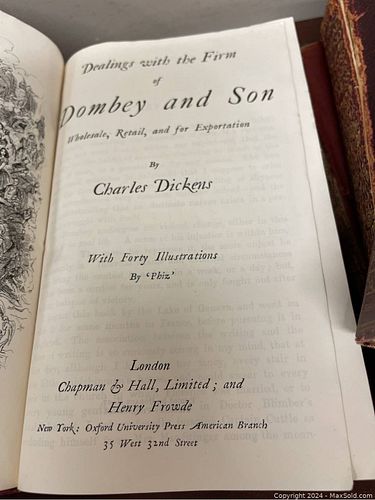 Dealings with the Firm
of
Dombey and Son
Wholesale, Retail, and for Exportation
By
Charles Dickens
With Forty Illustrations
By ‘Phiz’
London
Chapman & Hall, Limited; and
Henry Frowde
New York: Oxford University Press American Branch
35 West 32nd Street
Copyright 2024 - MaxSold.com